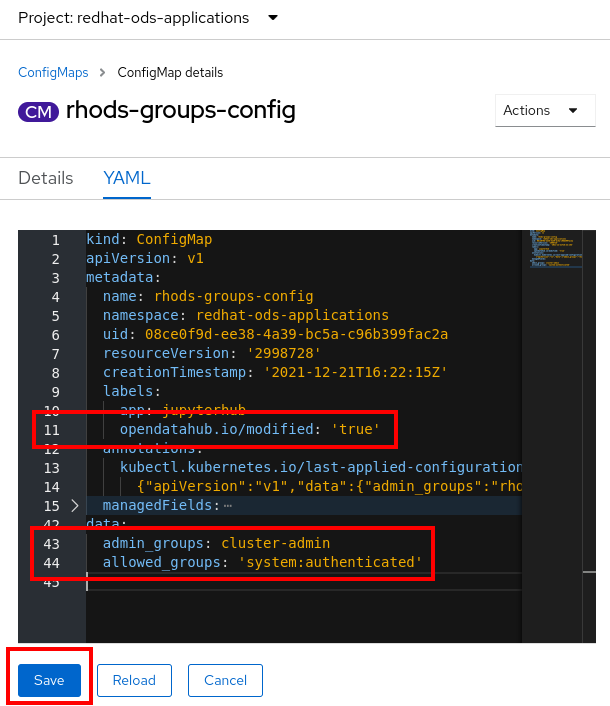 Project: redhat-ods-applications
ConfigMaps > ConfigMap details
CM rhods-groups-config
Actions
Details YAML
1 kind: ConfigMap
2 apiVersion: v1
3 metadata:
4 name: rhods-groups-config
5 namespace: redhat-ods-applications
6 uid: 08ce0f9d-ee38-4a39-bc5a-c96b399fac2a
7 resourceVersion: '2998728'
8 creationTimestamp: '2021-12-21T16:22:15Z'
9 labels:
10 app: jupyterhub
11 opendatahub.io/modified: 'true'
12 annotations:
13 kubectl.kubernetes.io/last-applied-configuration
14 {"apiVersion":"v1","data":{"admin_groups":"rho
15 > managedFields:⋯
42 data:
43 admin_groups: cluster-admin
44 allowed_groups: 'system:authenticated'
45
Save Reload Cancel